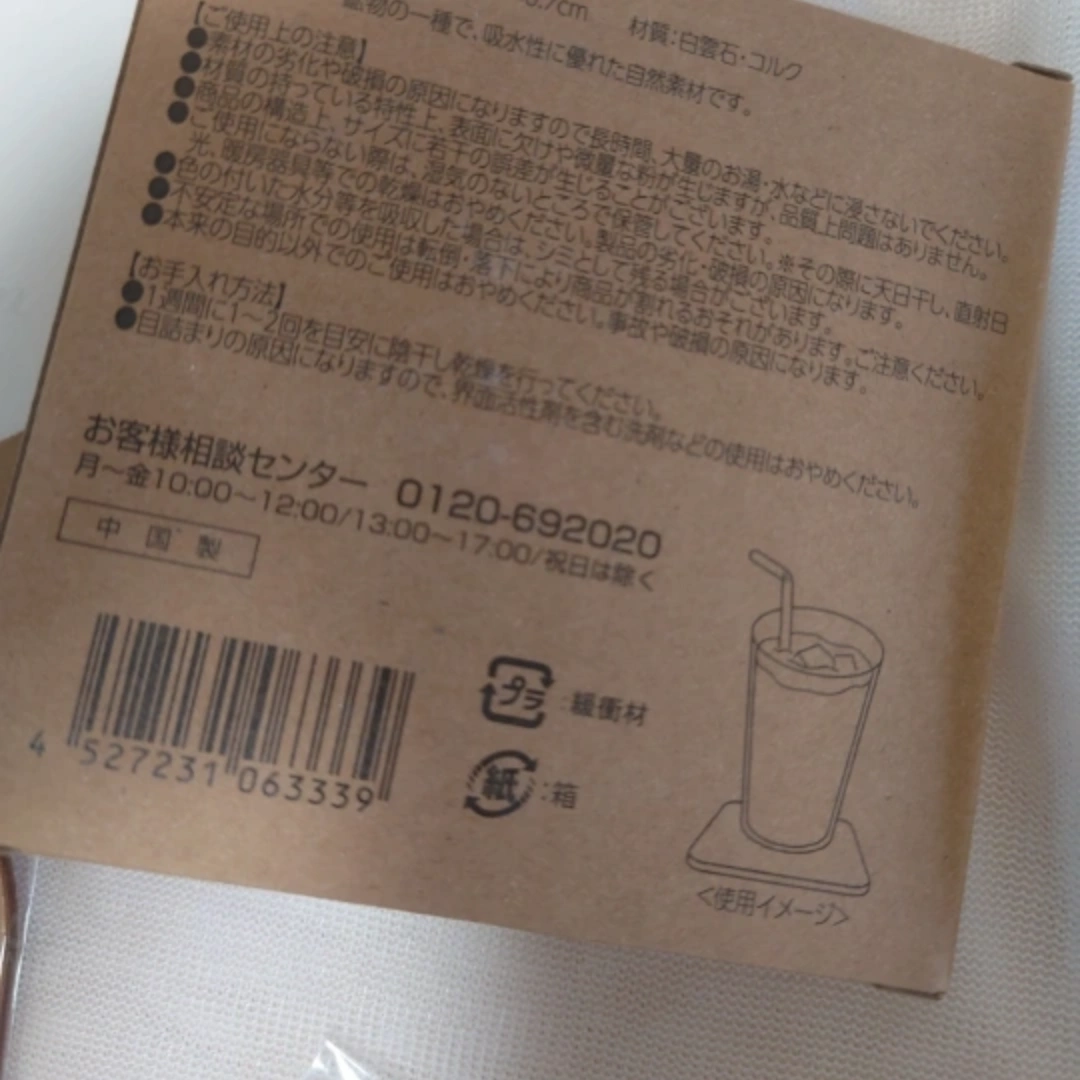 0.7cm 材質：白雲石・コルク
鉱物の一種で、吸水性に優れた自然素材です。
【ご使用上の注意】
●素材の劣化や破損の原因になりますので長時間、大量のお湯・水などに浸さないでください。
●材質の持っている特性上、表面に欠けや微量な粉が生じますが、品質上問題はありません。
●商品の構造上、サイズに若干の誤差が生じることがございます。
●ご使用にならない際は、湿気のないところで保管してください。※その際に天日干し、直射日
光、暖房器具等での乾燥はおやめください。製品の劣化・破損の原因になります。
●色の付いた水分等を吸収した場合は、シミとして残る場合がございます。
●不安定な場所での使用は転倒・落下により商品が割れるおそれがあります。ご注意ください。
●本来の目的以外でのご使用はおやめください。事故や破損の原因になります。
【お手入れ方法】
●1週間に1〜2回を目安に陰干し乾燥を行ってください。
●目詰まりの原因になりますので、界面活性剤を含む洗剤などの使用はおやめください。
お客様相談センター 0120-692020
月〜金10:00〜12:00/13:00〜17:00/祝日は除く
中国製
4 527231 063339
プラ :緩衝材
紙 :箱
<使用イメージ>